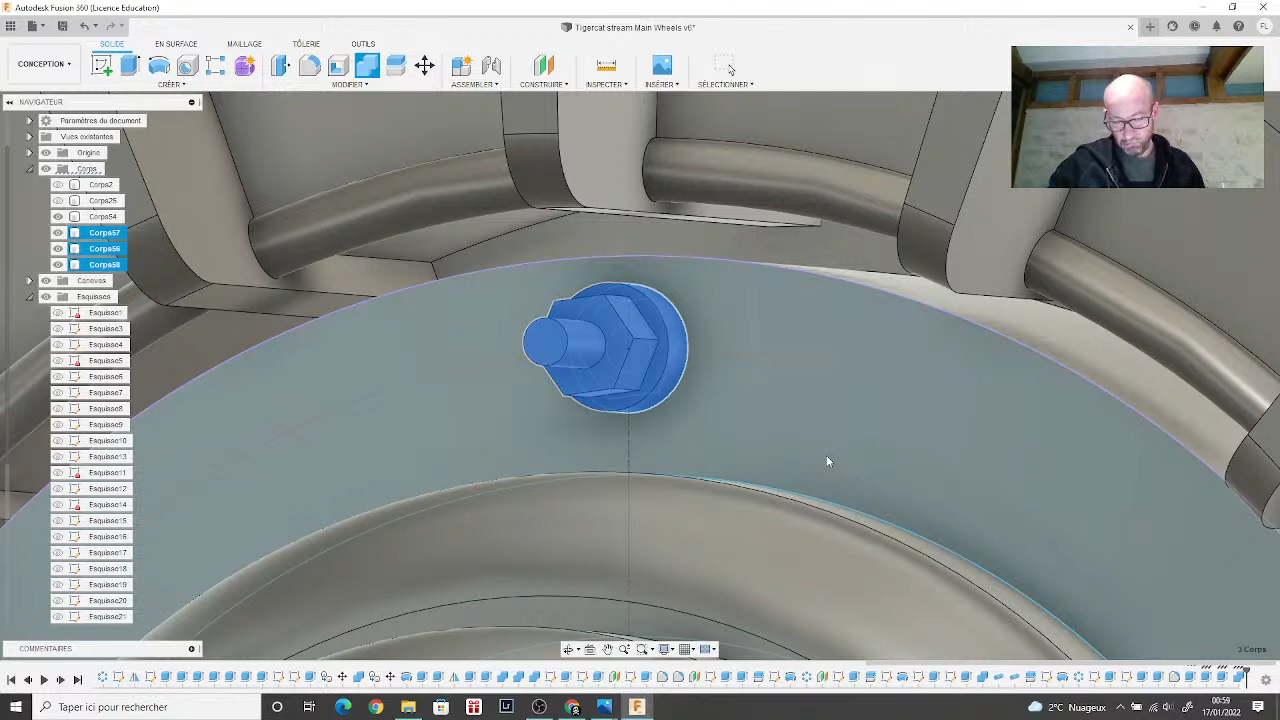 Autodesk Fusion 360 (Licence Education)
Tigercat stream Main Wheels v6*
FL
SOLIDE EN SURFACE MAILLAGE TÔLERIE OUTILS
CONCEPTION
CRÉER MODIFIER ASSEMBLER CONSTRUIRE INSPECTER INSÉRER SÉLECTIONNER
NAVIGATEUR
Paramètres du document
Vues existantes
Origine
Corps
Corps2
Corps25
Corps54
Corps57
Corps56
Corps58
Canevas
Esquisses
Esquisse1
Esquisse3
Esquisse4
Esquisse5
Esquisse6
Esquisse7
Esquisse8
Esquisse9
Esquisse10
Esquisse13
Esquisse11
Esquisse12
Esquisse14
Esquisse15
Esquisse16
Esquisse17
Esquisse18
Esquisse19
Esquisse20
Esquisse21
COMMENTAIRES
3 Corps
Taper ici pour rechercher
2°C Nuageux
00:59
17/01/2022